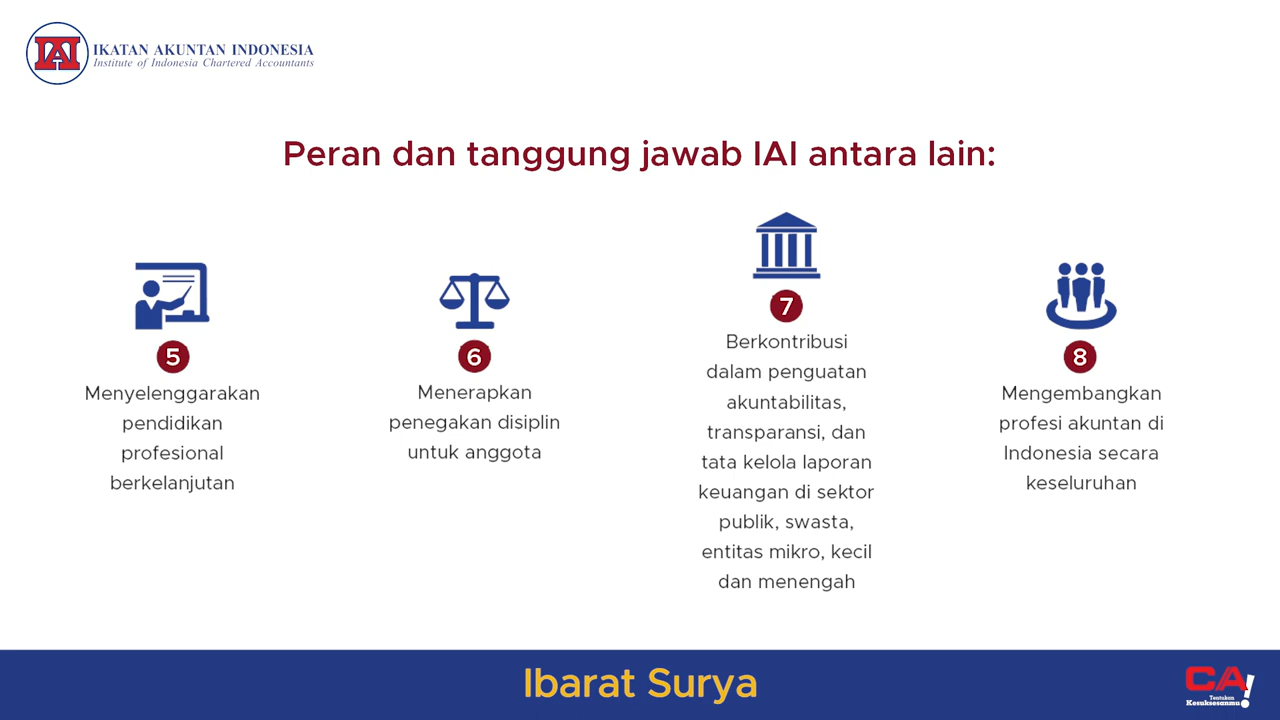 IAI
IKATAN AKUNTAN INDONESIA
Institute of Indonesia Chartered Accountants
Peran dan tanggung jawab IAI antara lain:
5
Menyelenggarakan
pendidikan
profesional
berkelanjutan
6
Menerapkan
penegakan disiplin
untuk anggota
7
Berkontribusi
dalam penguatan
akuntabilitas,
transparansi, dan
tata kelola laporan
keuangan di sektor
publik, swasta,
entitas mikro, kecil
dan menengah
8
Mengembangkan
profesi akuntan di
Indonesia secara
keseluruhan
Ibarat Surya
CA!
Tentukan
Kesuksesanmu